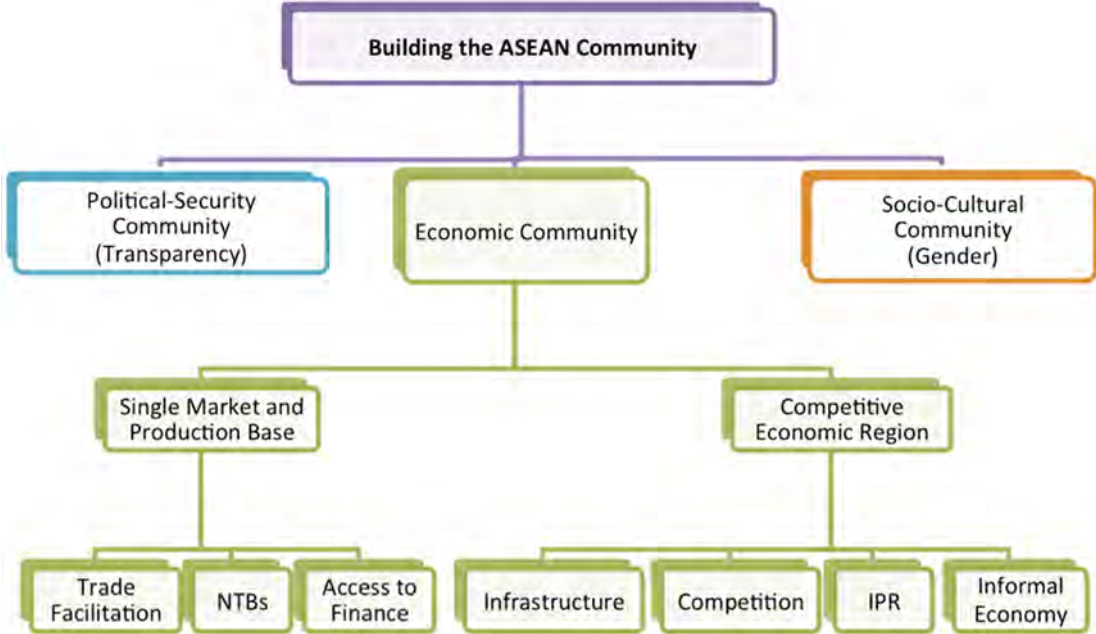 Building the ASEAN Community
Political-Security
Community
(Transparency)
Economic Community
Socio-Cultural
Community
(Gender)
Single Market and
Production Base
Competitive
Economic Region
Trade
Facilitation
NTBs
Access to
Finance
Infrastructure
Competition
IPR
Informal
Economy